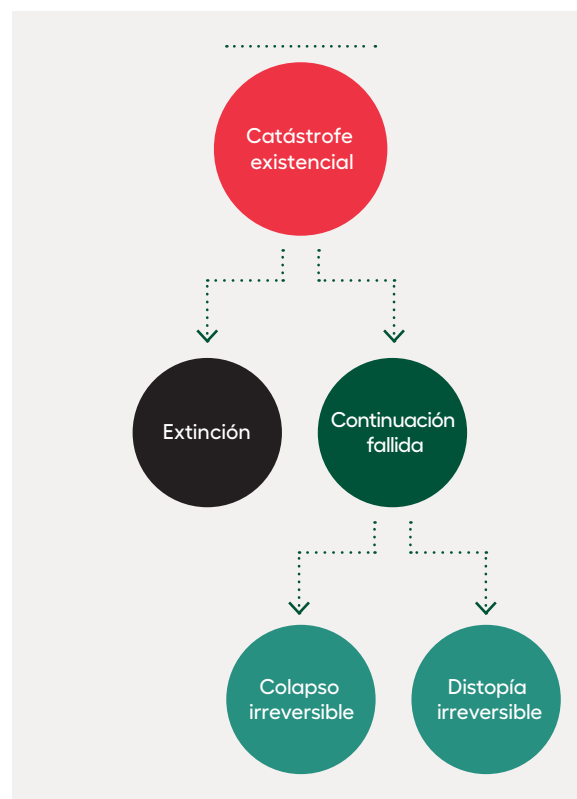 Catástrofe
existencial
Extinción
Continuación
fallida
Colapso
irreversible
Distopía
irreversible